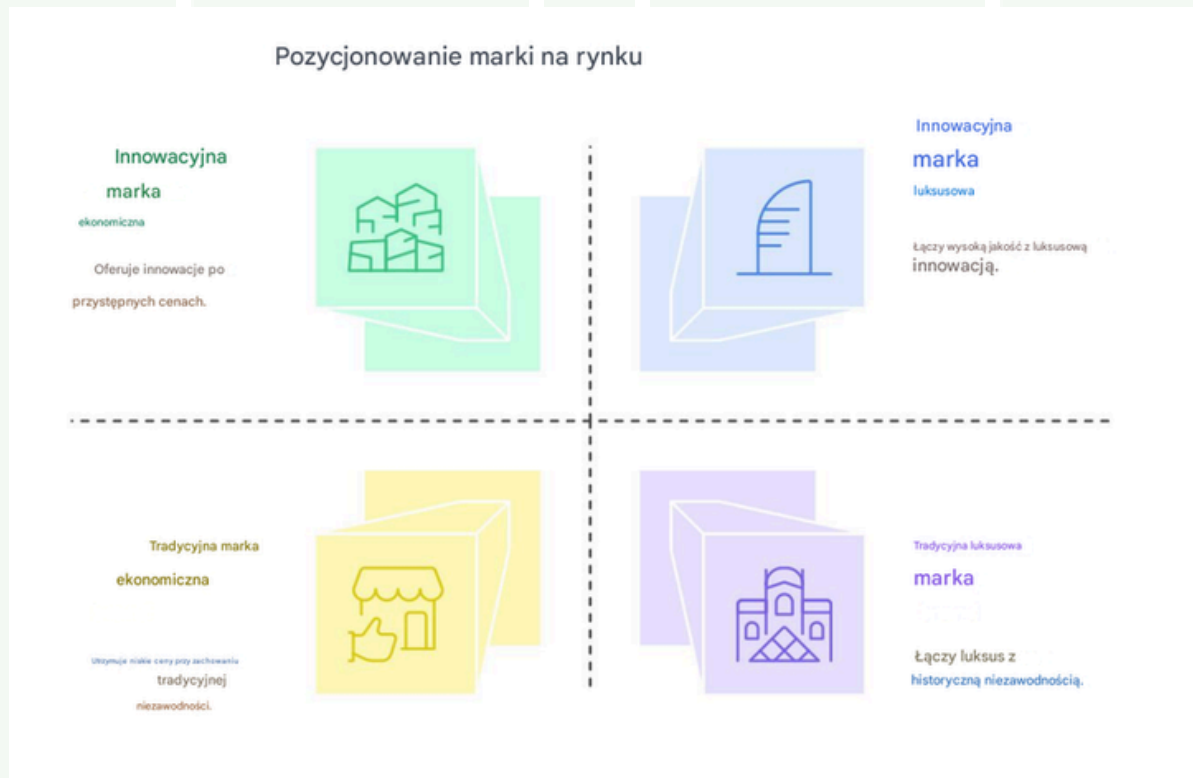 Pozycjonowanie marki na rynku
Innowacyjna
marka
ekonomiczna
Oferuje innowacje po
przystępnych cenach.
Innowacyjna
marka
luksusowa
Łączy wysoką jakość z luksusową
innowacją.
Tradycyjna marka
ekonomiczna
Utrzymuje niskie ceny przy zachowaniu
tradycyjnej
niezawodności.
Tradycyjna luksusowa
marka
Łączy luksus z
historyczną niezawodnością.